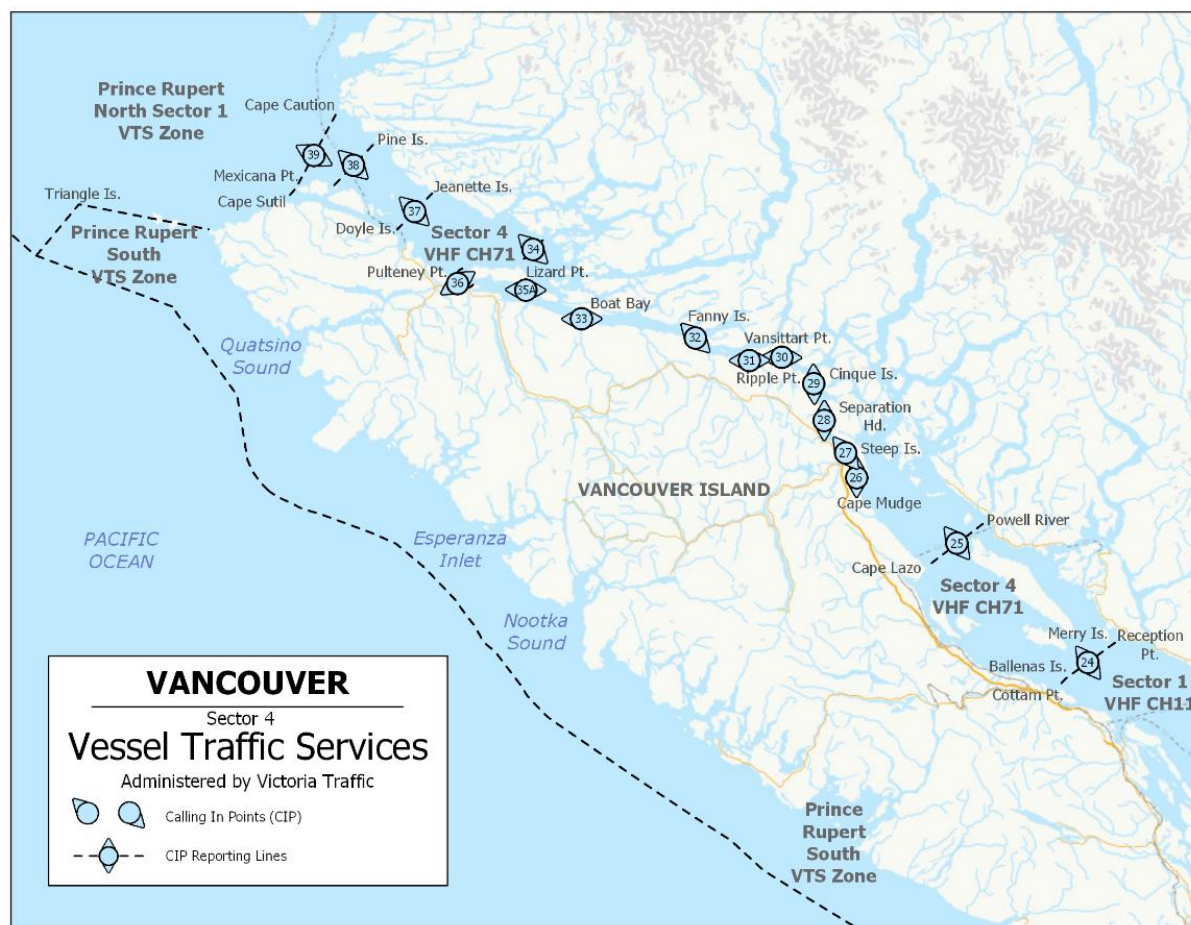 Prince Rupert
North Sector 1
VTS Zone
Cape Caution
39
Pine Is.
38
Mexicana Pt.
Cape Sutil
Triangle Is.
Prince Rupert
South
VTS Zone
Jeanette Is.
37
Doyle Is.
Sector 4
VHF CH71
34
Pulteney Pt.
36
Lizard Pt.
35A
Boat Bay
33
Fanny Is.
32
Vansittart Pt.
31
30
Ripple Pt.
Cinque Is.
29
Separation
Hd.
28
Steep Is.
27
26
Cape Mudge
Quatsino
Sound
VANCOUVER ISLAND
PACIFIC
OCEAN
Esperanza
Inlet
Nootka
Sound
Powell River
25
Cape Lazo
Sector 4
VHF CH71
Merry Is.
Reception
Pt.
24
Ballenas Is.
Cottam Pt.
Sector 1
VHF CH11
Prince
Rupert
South
VTS Zone
VANCOUVER
Sector 4
Vessel Traffic Services
Administered by Victoria Traffic
Calling In Points (CIP)
CIP Reporting Lines